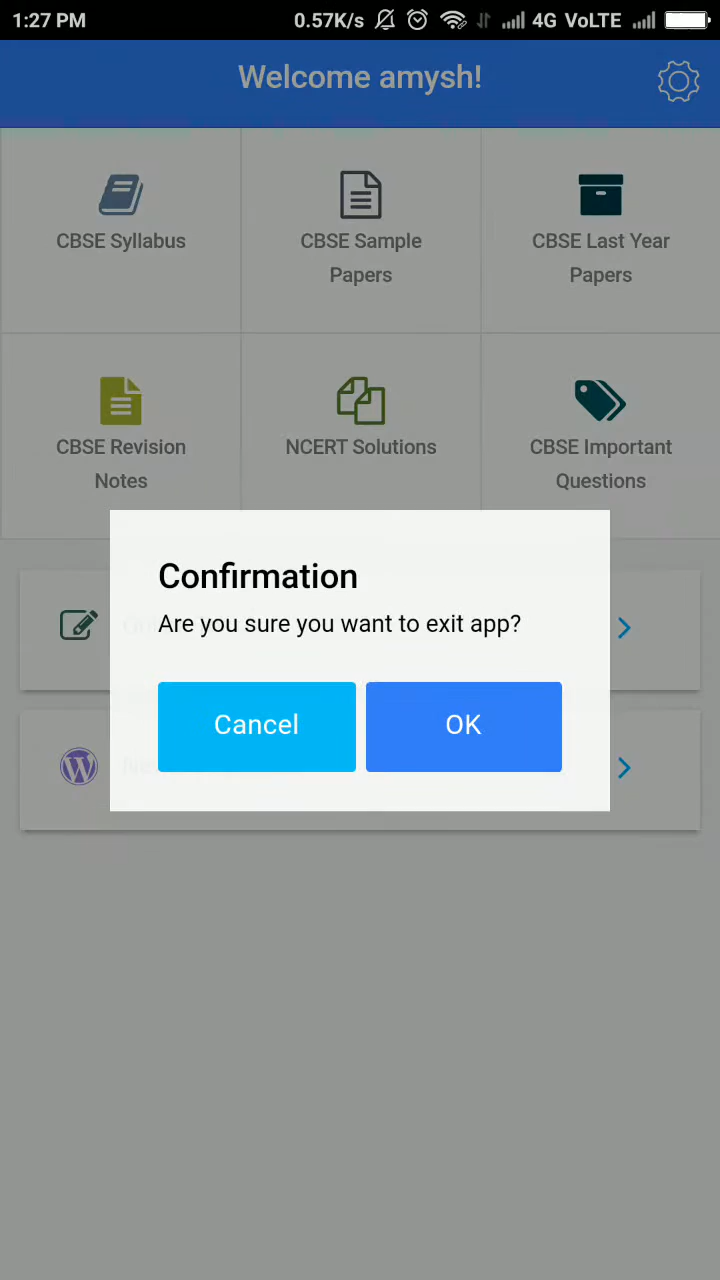 1:27 PM 0.57K/s 4G VoLTE
Welcome amysh!
CBSE Syllabus
CBSE Sample
Papers
CBSE Last Year
Papers
CBSE Revision
Notes
NCERT Solutions
CBSE Important
Questions
Confirmation
Are you sure you want to exit app?
Cancel
OK